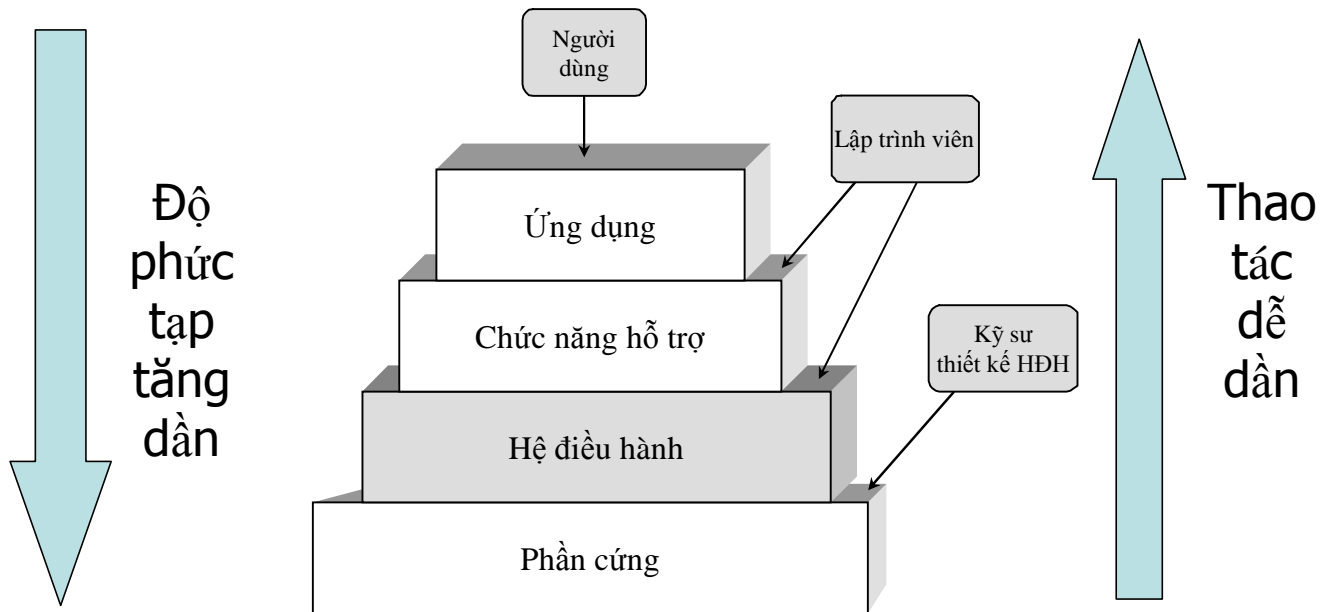 Người
dùng
Lập trình viên
Độ
phức
tạp
tăng
dần
Ứng dụng
Thao
tác
dễ
dần
Chức năng hỗ trợ
Kỹ sư
thiết kế HĐH
Hệ điều hành
Phần cứng